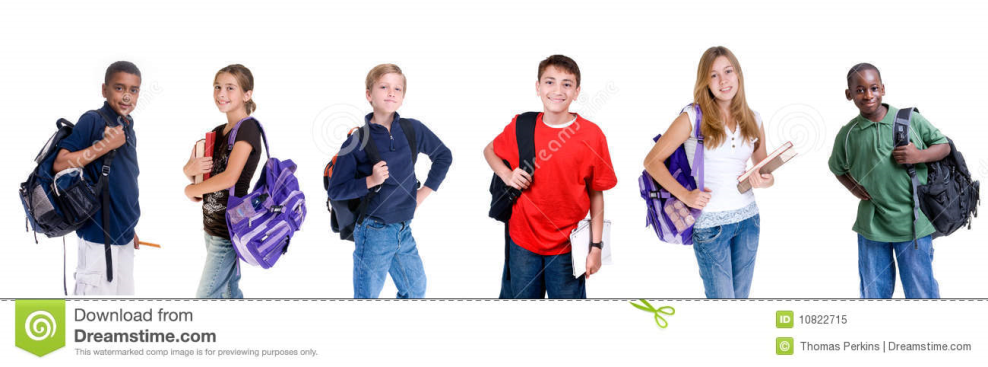 dreamstime
Download from
Dreamstime.com
This watermarked comp image is for previewing purposes only.
ID 10822715
© Thomas Perkins | Dreamstime.com